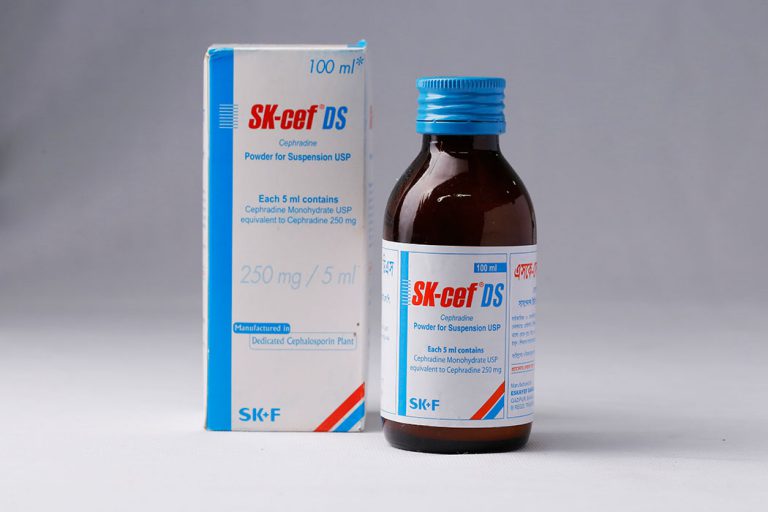 100 ml*
SK-cef® DS
Cephradine
Powder for Suspension USP
Each 5 ml contains
Cephradine Monohydrate USP
equivalent to Cephradine 250 mg
250 mg / 5 ml
Manufactured in
Dedicated Cephalosporin Plant
SK+F
100 ml
SK-cef® DS
Cephradine
Powder for Suspension USP
Each 5 ml contains
Cephradine Monohydrate USP
equivalent to Cephradine 250 mg
SK+F